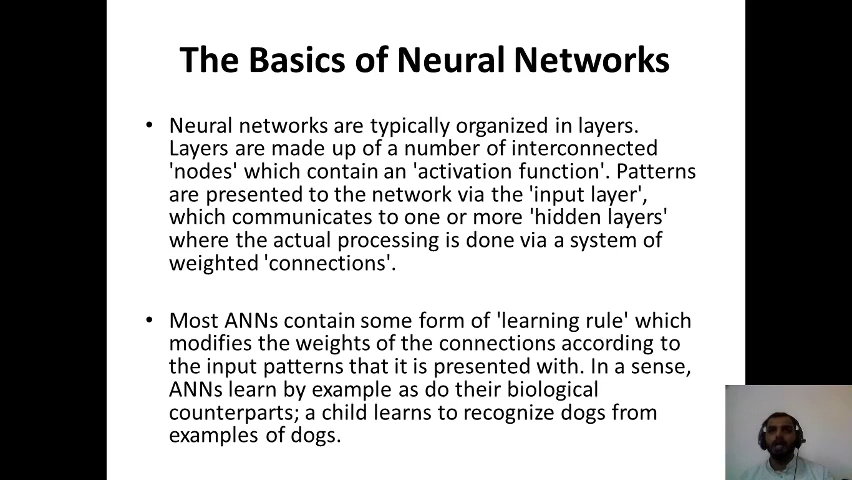 The Basics of Neural Networks
• Neural networks are typically organized in layers.
Layers are made up of a number of interconnected
'nodes' which contain an 'activation function'. Patterns
are presented to the network via the 'input layer',
which communicates to one or more 'hidden layers'
where the actual processing is done via a system of
weighted 'connections'.
• Most ANNs contain some form of 'learning rule' which
modifies the weights of the connections according to
the input patterns that it is presented with. In a sense,
ANNs learn by example as do their biological
counterparts; a child learns to recognize dogs from
examples of dogs.